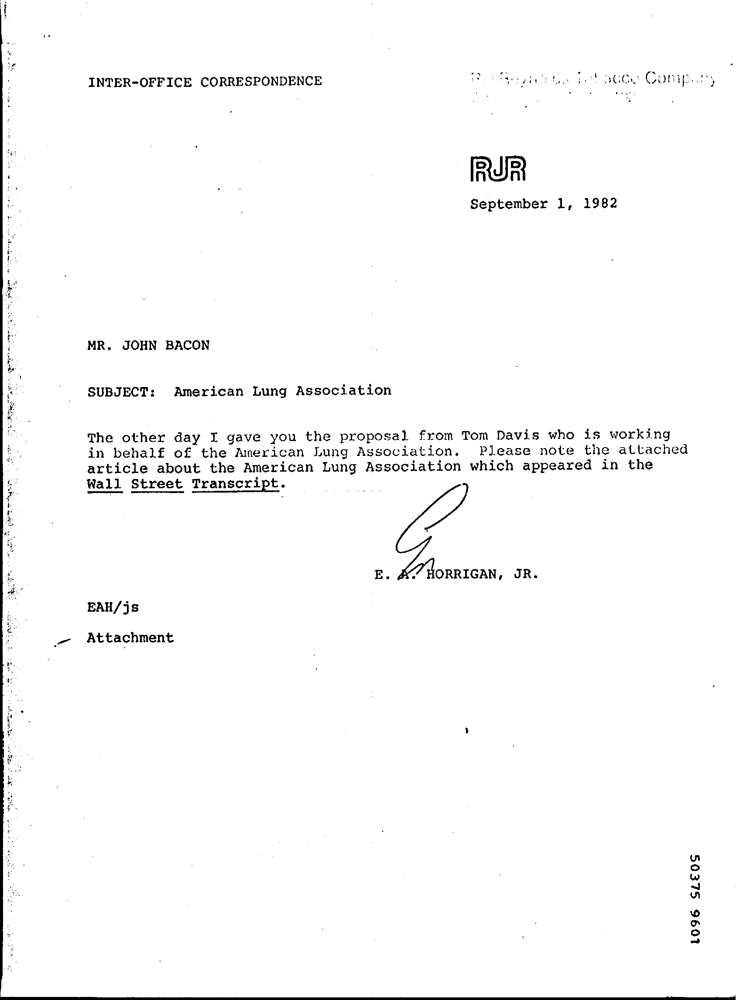 INTER-OFFICE CORRESPONDENCE
Tobacco Company
RJR
September 1, 1982
MR. JOHN BACON
SUBJECT: American Lung Association
The other day I gave you the proposal from Tom Davis who is working
in behalf of the American Lung Association. Please note the attached
article about the American Lung Association which appeared in the
Wall Street Transcript.
E. A. HORRIGAN, JR.
EAH/js
Attachment
50375 9601